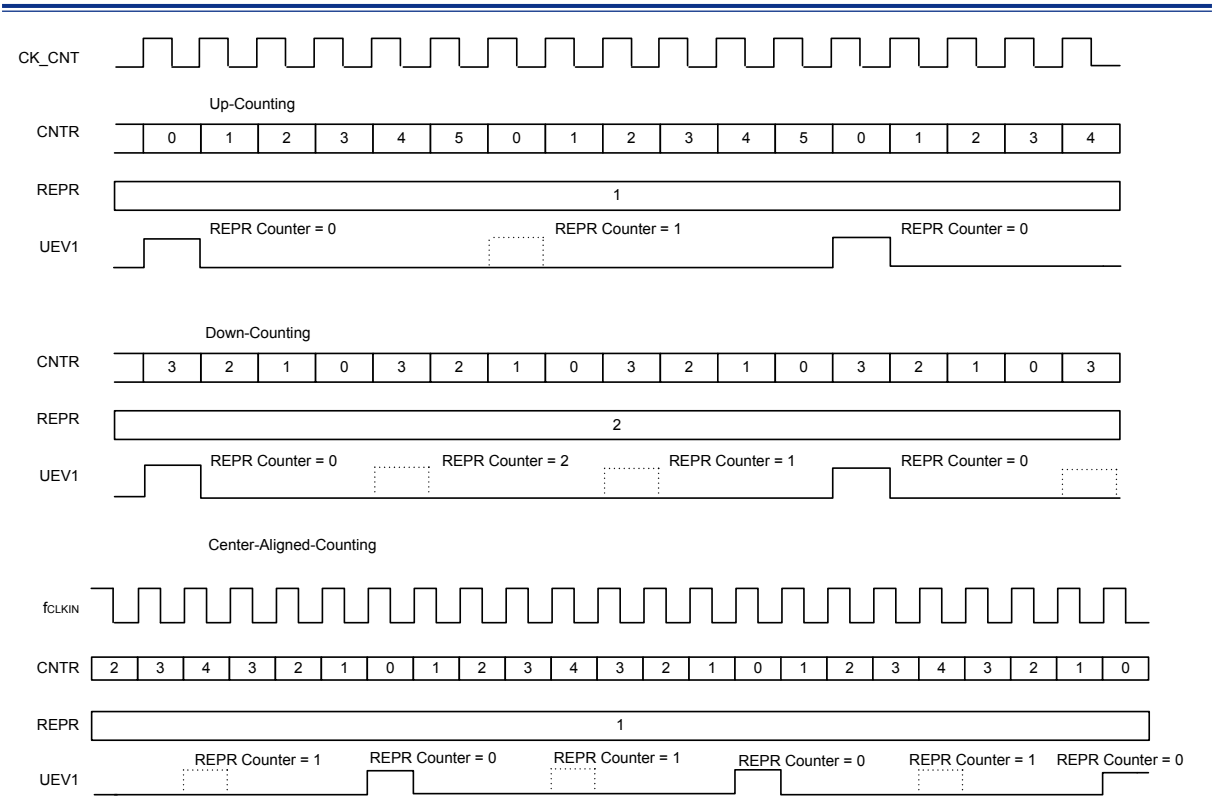 CK_CNT
Up-Counting
CNTR 0 1 2 3 4 5 0 1 2 3 4 5 0 1 2 3 4
REPR 1
REPR Counter = 0 REPR Counter = 1 REPR Counter = 0
UEV1
Down-Counting
CNTR 3 2 1 0 3 2 1 0 3 2 1 0 3 2 1 0 3
REPR 2
REPR Counter = 0 REPR Counter = 2 REPR Counter = 1 REPR Counter = 0
UEV1
Center-Aligned-Counting
fCLKIN
CNTR 2 3 4 3 2 1 0 1 2 3 4 3 2 1 0 1 2 3 4 3 2 1 0
REPR 1
REPR Counter = 1 REPR Counter = 0 REPR Counter = 1 REPR Counter = 0 REPR Counter = 1 REPR Counter = 0
UEV1